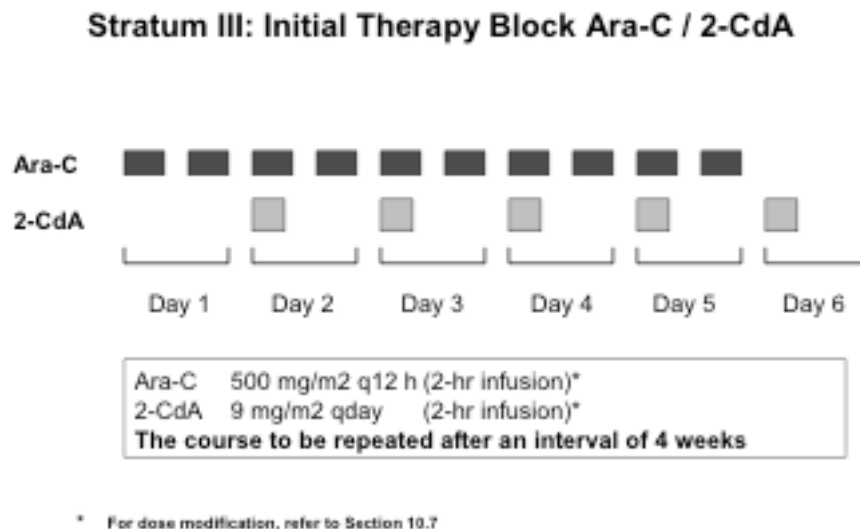 Stratum III: Initial Therapy Block Ara-C / 2-CdA
Ara-C
2-CdA
Day 1 Day 2 Day 3 Day 4 Day 5 Day 6
Ara-C 500 mg/m2 q12 h (2-hr infusion)*
2-CdA 9 mg/m2 qday (2-hr infusion)*
The course to be repeated after an interval of 4 weeks
* For dose modification, refer to Section 10.7